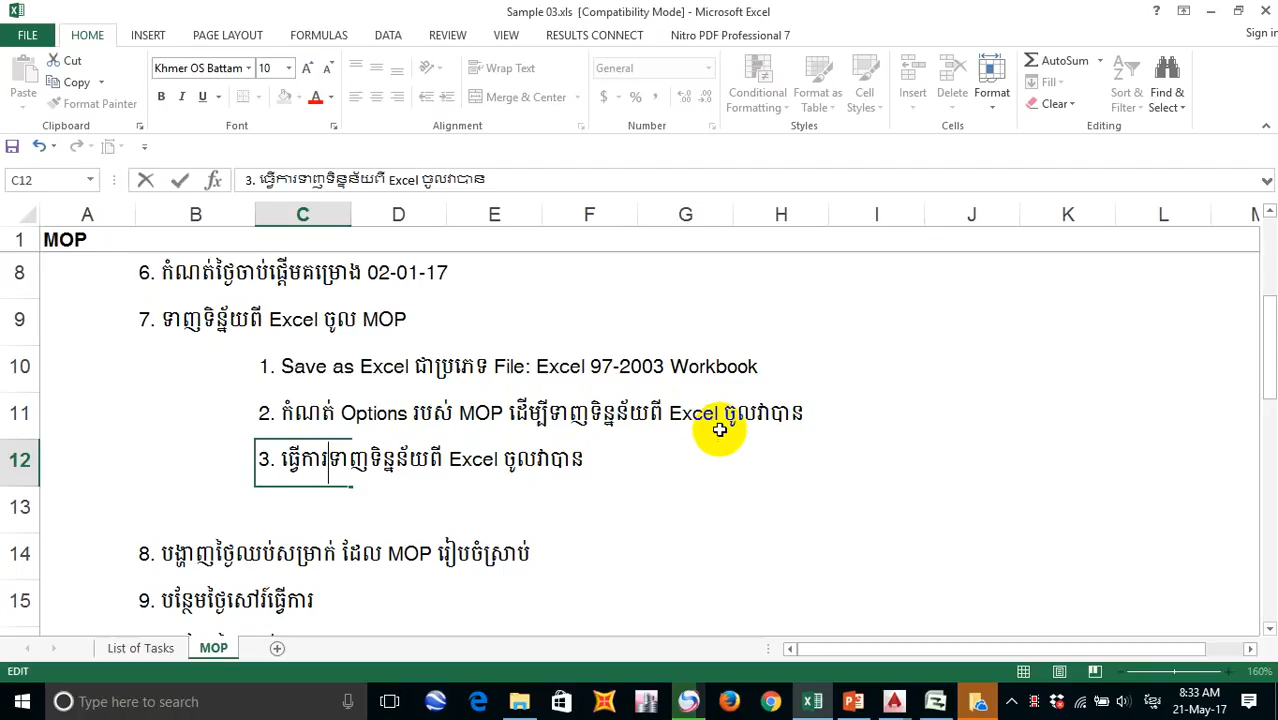 Sample 03.xls [Compatibility Mode] - Microsoft Excel
FILE HOME INSERT PAGE LAYOUT FORMULAS DATA REVIEW VIEW RESULTS CONNECT Nitro PDF Professional 7 Sign in
Cut
Copy
Format Painter
Paste
Clipboard
Khmer OS Battam 10
B I U
Font
Wrap Text
Merge & Center
Alignment
General
$ % ,
Number
Conditional Formatting
Format as Table
Cell Styles
Styles
Insert Delete Format
Cells
AutoSum
Fill
Clear
Sort & Filter
Find & Select
Editing
C12 3. ធ្វើការទាញទិន្នន័យពី Excel ចូលវាបាន
A B C D E F G H I J K L M
1 MOP
8 6. កំណត់ថ្ងៃចាប់ផ្តើមគម្រោង 02-01-17
9 7. ទាញទិន្ន័យពី Excel ចូល MOP
10 1. Save as Excel ជាប្រភេទ File: Excel 97-2003 Workbook
11 2. កំណត់ Options របស់ MOP ដើម្បីទាញទិន្នន័យពី Excel ចូលវាបាន
12 3. ធ្វើការទាញទិន្នន័យពី Excel ចូលវាបាន
13
14 8. បង្ហាញថ្ងៃឈប់សម្រាក់ ដែល MOP រៀបចំស្រាប់
15 9. បន្ថែមថ្ងៃសៅរ៍ធ្វើការ
List of Tasks MOP
EDIT 160%
Type here to search
8:33 AM
21-May-17